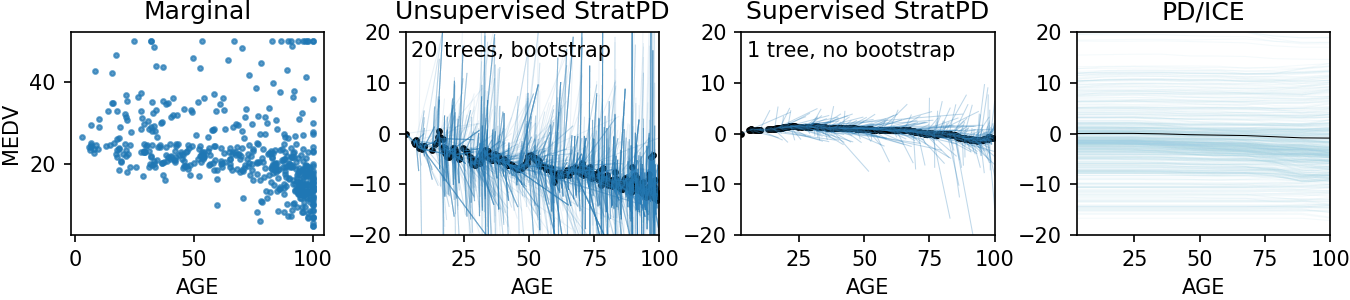 Marginal
Unsupervised StratPD
Supervised StratPD
PD/ICE
MEDV
40
20
0
50
100
AGE
20 trees, bootstrap
20
10
0
−10
−20
25
50
75
100
AGE
1 tree, no bootstrap
20
10
0
−10
−20
25
50
75
100
AGE
20
10
0
−10
−20
25
50
75
100
AGE